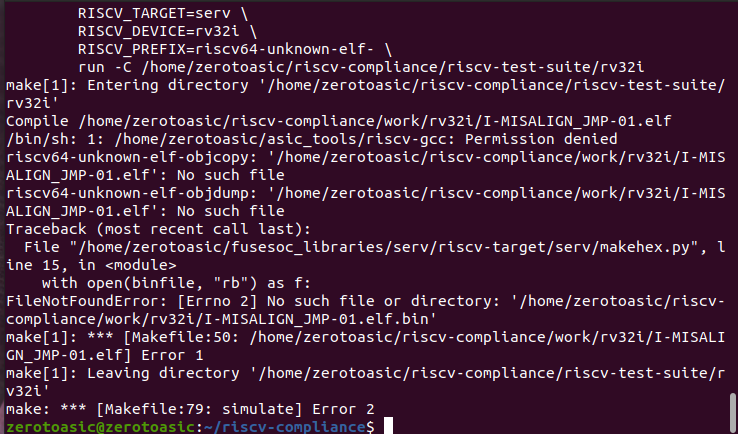 RISCV_TARGET=serv \
        RISCV_DEVICE=rv32i \
        RISCV_PREFIX=riscv64-unknown-elf- \
        run -C /home/zerotoasic/riscv-compliance/riscv-test-suite/rv32i
make[1]: Entering directory '/home/zerotoasic/riscv-compliance/riscv-test-suite/
rv32i'
Compile /home/zerotoasic/riscv-compliance/work/rv32i/I-MISALIGN_JMP-01.elf
/bin/sh: 1: /home/zerotoasic/asic_tools/riscv-gcc: Permission denied
riscv64-unknown-elf-objcopy: '/home/zerotoasic/riscv-compliance/work/rv32i/I-MIS
ALIGN_JMP-01.elf': No such file
riscv64-unknown-elf-objdump: '/home/zerotoasic/riscv-compliance/work/rv32i/I-MIS
ALIGN_JMP-01.elf': No such file
Traceback (most recent call last):
  File "/home/zerotoasic/fusesoc_libraries/serv/riscv-target/serv/makehex.py", l
ine 15, in <module>
    with open(binfile, "rb") as f:
FileNotFoundError: [Errno 2] No such file or directory: '/home/zerotoasic/riscv-
compliance/work/rv32i/I-MISALIGN_JMP-01.elf.bin'
make[1]: *** [Makefile:50: /home/zerotoasic/riscv-compliance/work/rv32i/I-MISALI
GN_JMP-01.elf] Error 1
make[1]: Leaving directory '/home/zerotoasic/riscv-compliance/riscv-test-suite/r
v32i'
make: *** [Makefile:79: simulate] Error 2
zerotoasic@zerotoasic:~/riscv-compliance$